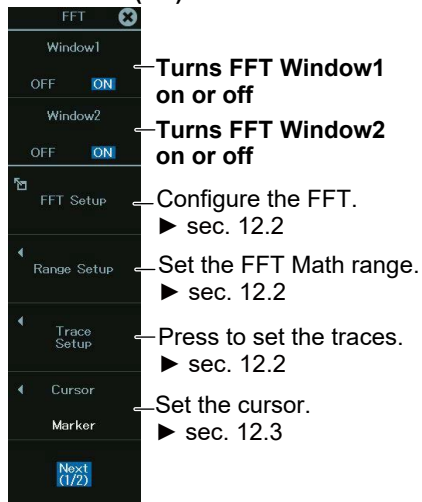 FFT
Window1
OFF ON
Turns FFT Window1
on or off
Window2
OFF ON
Turns FFT Window2
on or off
FFT Setup
Configure the FFT.
► sec. 12.2
Range Setup
Set the FFT Math range.
► sec. 12.2
Trace
Setup
Press to set the traces.
► sec. 12.2
Cursor
Marker
Set the cursor.
► sec. 12.3
Next
(1/2)